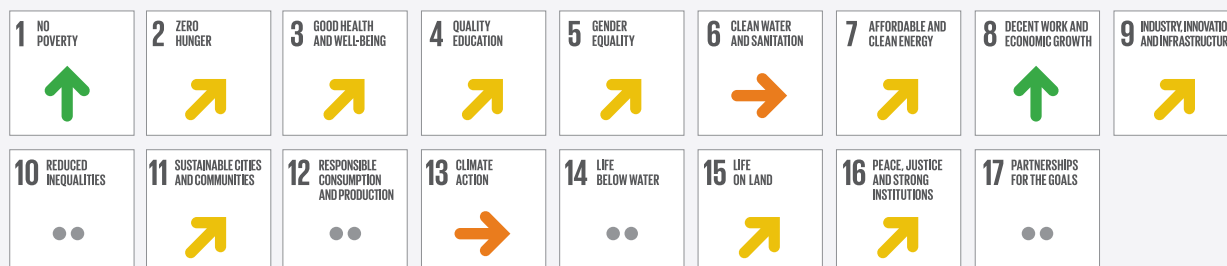 1 NO
POVERTY
2 ZERO
HUNGER
3 GOOD HEALTH
AND WELL-BEING
4 QUALITY
EDUCATION
5 GENDER
EQUALITY
6 CLEAN WATER
AND SANITATION
7 AFFORDABLE AND
CLEAN ENERGY
8 DECENT WORK AND
ECONOMIC GROWTH
9 INDUSTRY, INNOVATIO
AND INFRASTRUCTUR
10 REDUCED
INEQUALITIES
11 SUSTAINABLE CITIES
AND COMMUNITIES
12 RESPONSIBLE
CONSUMPTION
AND PRODUCTION
13 CLIMATE
ACTION
14 LIFE
BELOW WATER
15 LIFE
ON LAND
16 PEACE, JUSTICE
AND STRONG
INSTITUTIONS
17 PARTNERSHIPS
FOR THE GOALS